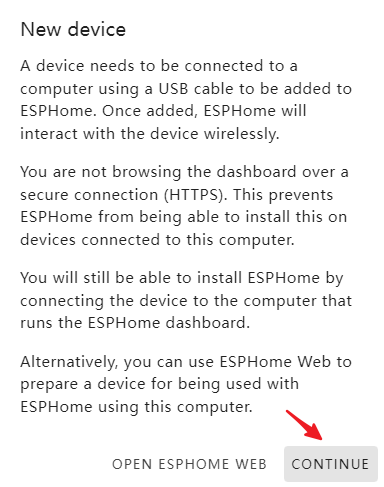 New device
A device needs to be connected to a
computer using a USB cable to be added to
ESPHome. Once added, ESPHome will
interact with the device wirelessly.
You are not browsing the dashboard over a
secure connection (HTTPS). This prevents
ESPHome from being able to install this on
devices connected to this computer.
You will still be able to install ESPHome by
connecting the device to the computer that
runs the ESPHome dashboard.
Alternatively, you can use ESPHome Web to
prepare a device for being used with
ESPHome using this computer.
OPEN ESPHOME WEB CONTINUE